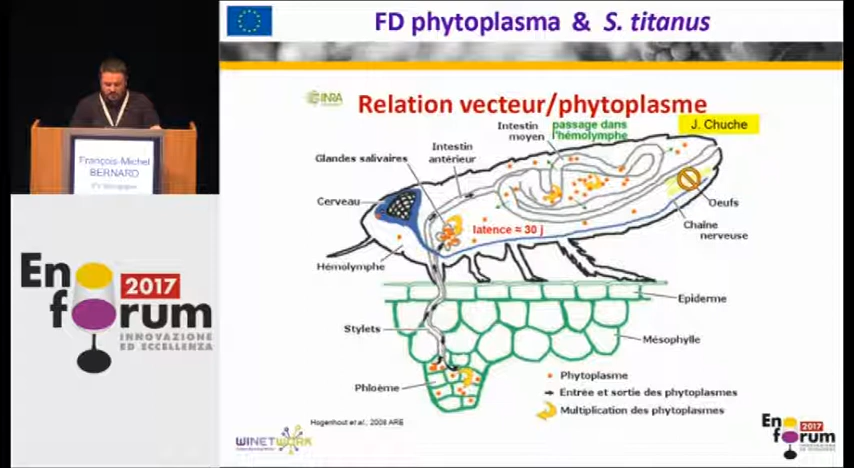 FD phytoplasma & S. titanus
INRA
Relation vecteur/phytoplasme
J. Chuche
Intestin
moyen
passage dans
l'hémolymphe
Intestin
antérieur
Glandes salivaires
Cerveau
latence ≈ 30 j
Oeufs
Chaîne
nerveuse
Hémolymphe
Epiderme
Stylets
Mésophylle
Phloème
Phytoplasme
Entrée et sortie des phytoplasmes
Multiplication des phytoplasmes
Hogenhout et al., 2008 ARE
WINETWORK
François-Michel
BERNARD
Enoforum
2017
INNOVAZIONE
ED ECCELLENZA
Enoforum
2017